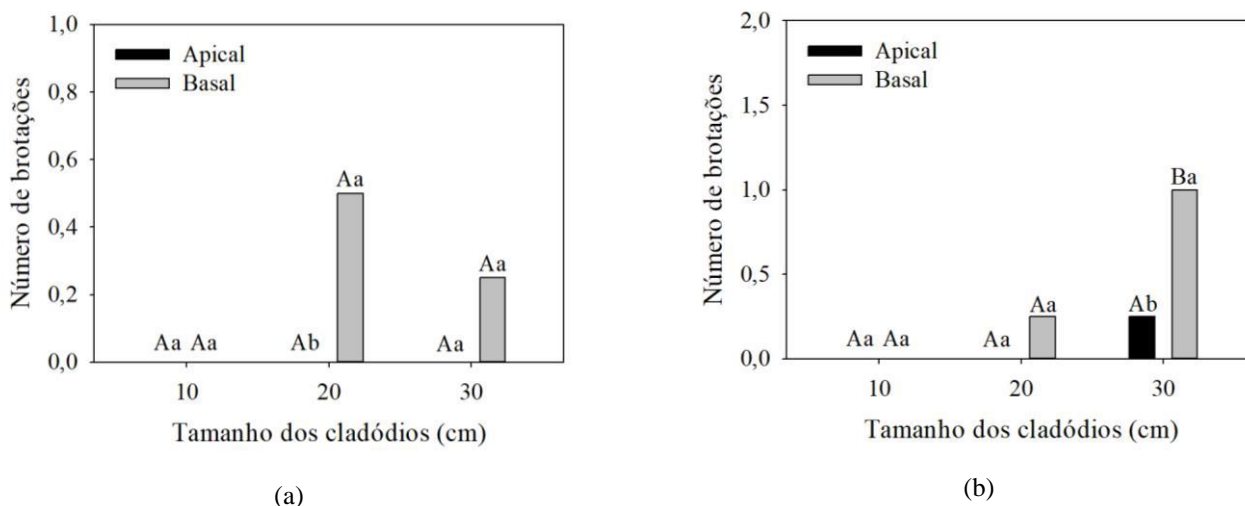 1,0
Apical
Basal
0,8
0,6
0,4
0,2
0,0
Número de brotações
Aa Aa Ab Aa Aa Aa
10 20 30
Tamanho dos cladódios (cm)
(a)
2,0
Apical
Basal
1,5
1,0
0,5
0,0
Número de brotações
Aa Aa Aa Aa Ab Ba
10 20 30
Tamanho dos cladódios (cm)
(b)